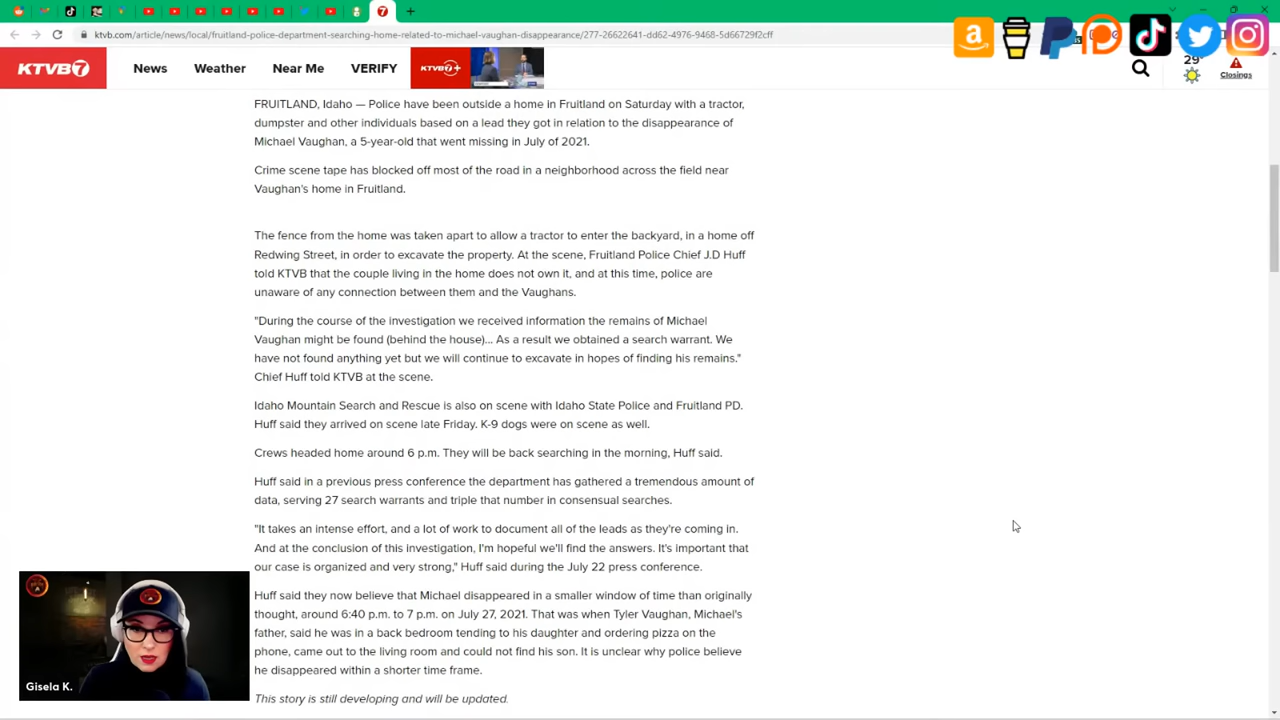 ktvb.com/article/news/local/fruitland-police-department-searching-home-related-to-michael-vaughan-disappearance/277-26622641-dd62-4976-9468-5d66729f2cff
KTVB7 News Weather Near Me VERIFY KTVB7+ 29° Closings
FRUITLAND, Idaho — Police have been outside a home in Fruitland on Saturday with a tractor,
dumpster and other individuals based on a lead they got in relation to the disappearance of
Michael Vaughan, a 5-year-old that went missing in July of 2021.
Crime scene tape has blocked off most of the road in a neighborhood across the field near
Vaughan's home in Fruitland.
The fence from the home was taken apart to allow a tractor to enter the backyard, in a home off
Redwing Street, in order to excavate the property. At the scene, Fruitland Police Chief J.D Huff
told KTVB that the couple living in the home does not own it, and at this time, police are
unaware of any connection between them and the Vaughans.
"During the course of the investigation we received information the remains of Michael
Vaughan might be found (behind the house)... As a result we obtained a search warrant. We
have not found anything yet but we will continue to excavate in hopes of finding his remains."
Chief Huff told KTVB at the scene.
Idaho Mountain Search and Rescue is also on scene with Idaho State Police and Fruitland PD.
Huff said they arrived on scene late Friday. K-9 dogs were on scene as well.
Crews headed home around 6 p.m. They will be back searching in the morning, Huff said.
Huff said in a previous press conference the department has gathered a tremendous amount of
data, serving 27 search warrants and triple that number in consensual searches.
"It takes an intense effort, and a lot of work to document all of the leads as they're coming in.
And at the conclusion of this investigation, I'm hopeful we'll find the answers. It's important that
our case is organized and very strong," Huff said during the July 22 press conference.
Huff said they now believe that Michael disappeared in a smaller window of time than originally
thought, around 6:40 p.m. to 7 p.m. on July 27, 2021. That was when Tyler Vaughan, Michael's
father, said he was in a back bedroom tending to his daughter and ordering pizza on the
phone, came out to the living room and could not find his son. It is unclear why police believe
he disappeared within a shorter time frame.
This story is still developing and will be updated.
Gisela K.